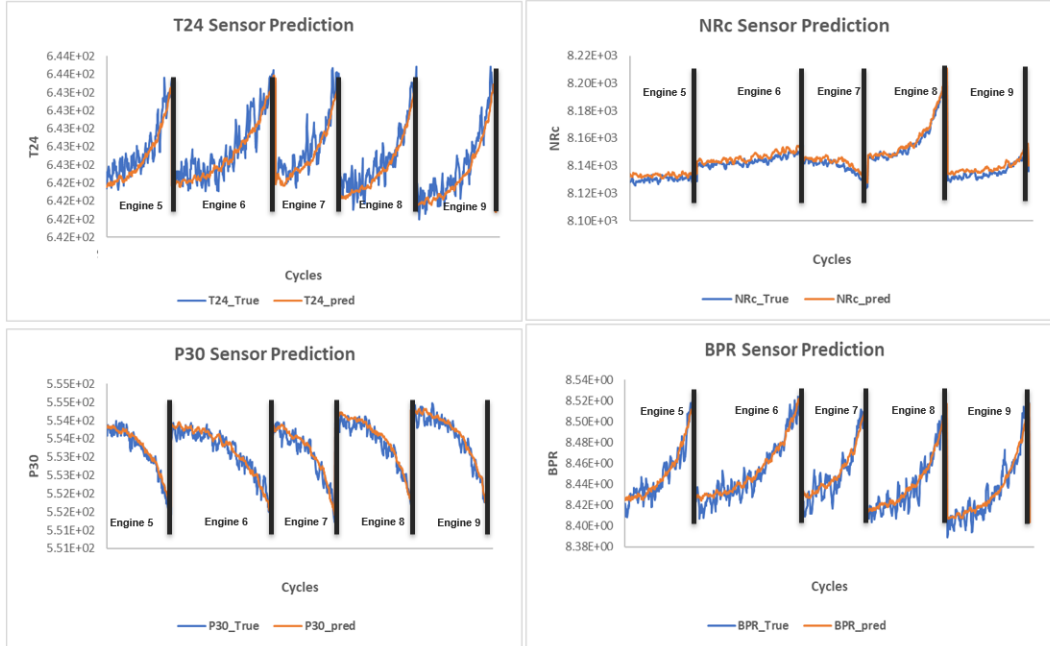 T24 Sensor Prediction
6.44E+02
6.44E+02
6.43E+02
6.43E+02
6.43E+02
6.43E+02
6.43E+02
6.42E+02
6.42E+02
6.42E+02
6.42E+02
T24
Engine 5
Engine 6
Engine 7
Engine 8
Engine 9
Cycles
T24_True
T24_pred
NRc Sensor Prediction
8.22E+03
8.20E+03
8.18E+03
8.16E+03
8.14E+03
8.12E+03
8.10E+03
NRc
Engine 5
Engine 6
Engine 7
Engine 8
Engine 9
Cycles
NRc_True
NRc_pred
P30 Sensor Prediction
5.55E+02
5.55E+02
5.54E+02
5.54E+02
5.53E+02
5.53E+02
5.52E+02
5.52E+02
5.51E+02
5.51E+02
P30
Engine 5
Engine 6
Engine 7
Engine 8
Engine 9
Cycles
P30_True
P30_pred
BPR Sensor Prediction
8.54E+00
8.52E+00
8.50E+00
8.48E+00
8.46E+00
8.44E+00
8.42E+00
8.40E+00
8.38E+00
BPR
Engine 5
Engine 6
Engine 7
Engine 8
Engine 9
Cycles
BPR_True
BPR_pred